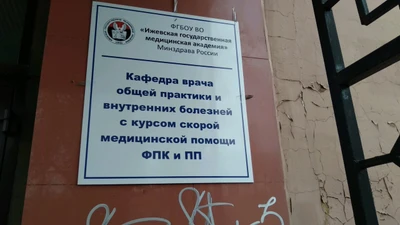 ФГБОУ ВО
«Ижевская государственная
медицинская академия»
Минздрава России
Кафедра врача
общей практики и
внутренних болезней
с курсом скорой
медицинской помощи
ФПК и ПП